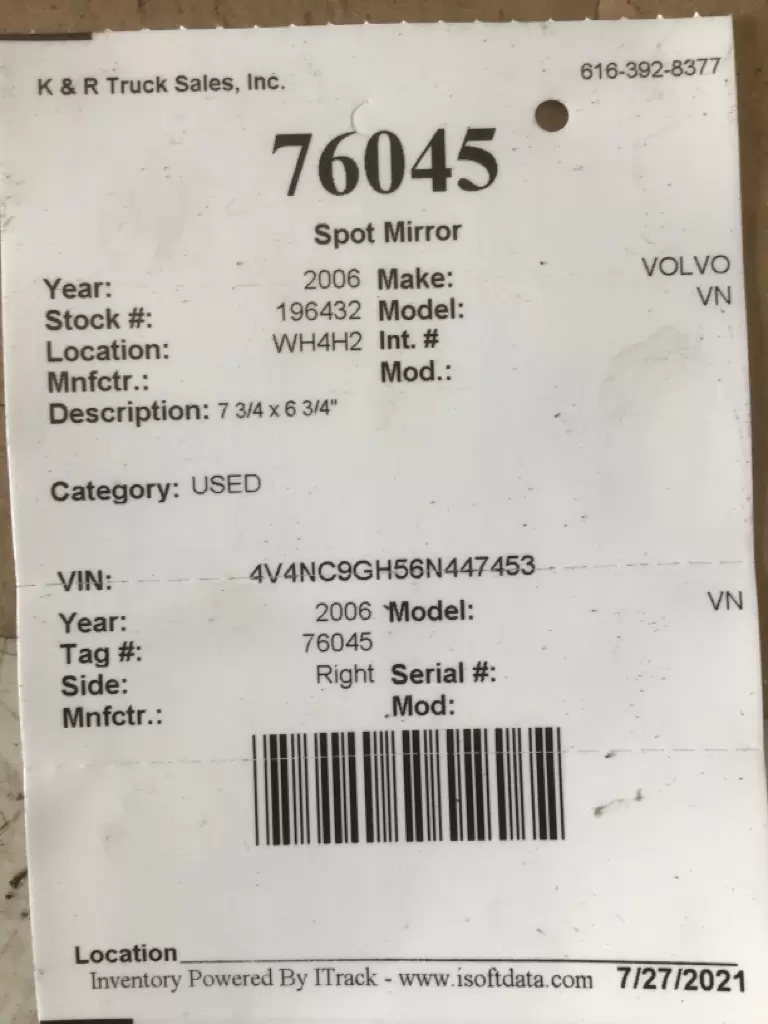 K & R Truck Sales, Inc. 616-392-8377
76045
Spot Mirror
Year: 2006 Make: VOLVO
Stock #: 196432 Model: VN
Location: WH4H2 Int. #
Mnfctr.: Mod.:
Description: 7 3/4 x 6 3/4"
Category: USED
VIN: 4V4NC9GH56N447453
Year: 2006 Model: VN
Tag #: 76045
Side: Right Serial #:
Mnfctr.: Mod:
Location
Inventory Powered By ITrack - www.isoftdata.com 7/27/2021